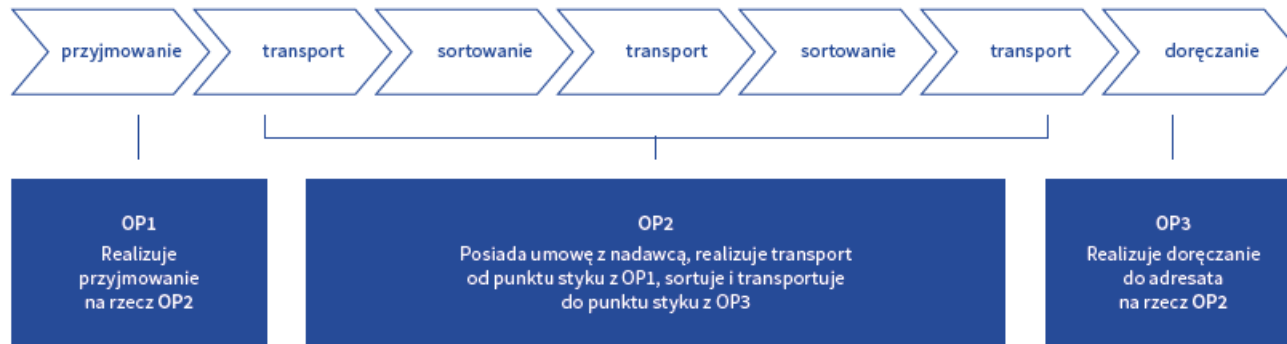 przyjmowanie
transport
sortowanie
transport
sortowanie
transport
doręczanie
OP1
Realizuje
przyjmowanie
na rzecz OP2
OP2
Posiada umowę z nadawcą, realizuje transport
od punktu styku z OP1, sortuje i transportuje
do punktu styku z OP3
OP3
Realizuje doręczanie
do adresata
na rzecz OP2